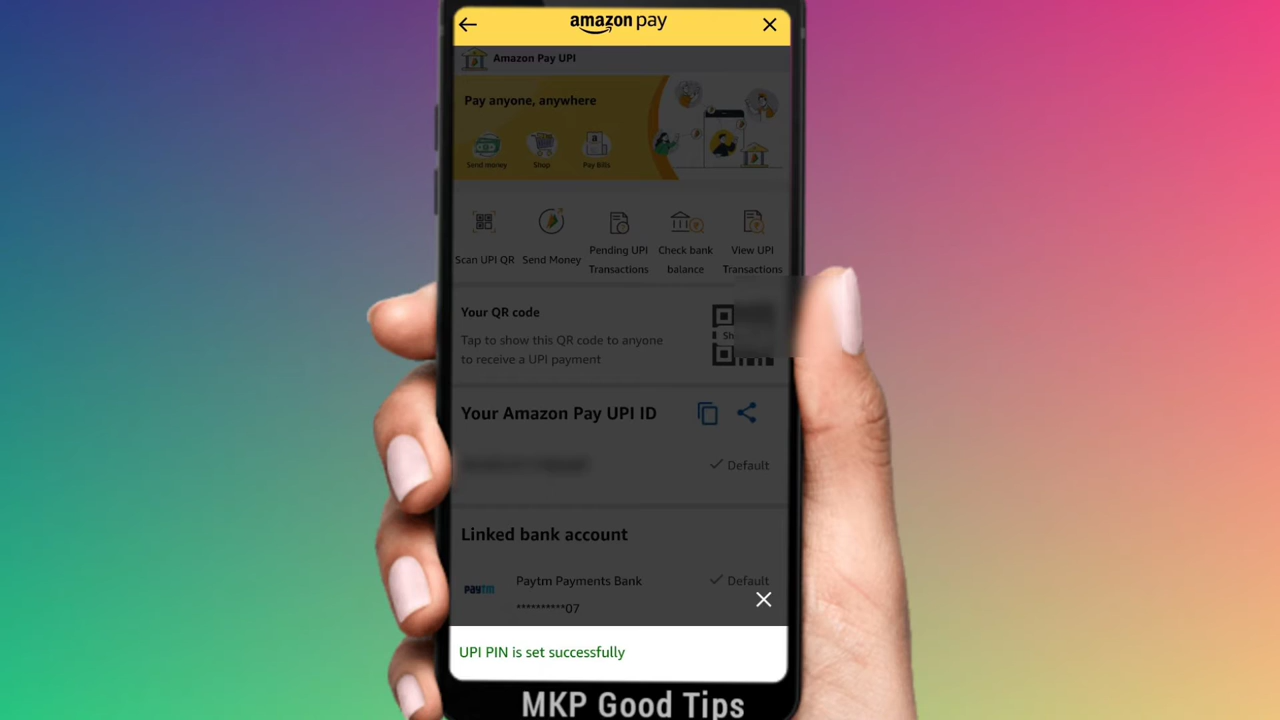 amazon pay
Amazon Pay UPI
Pay anyone, anywhere
Send money
Shop
Pay Bills
Scan UPI QR
Send Money
Pending UPI
Transactions
Check bank
balance
View UPI
Transactions
Your QR code
Tap to show this QR code to anyone
to receive a UPI payment
Sh
Your Amazon Pay UPI ID
Default
Linked bank account
paytm
Paytm Payments Bank
Default
**********07
UPI PIN is set successfully
MKP Good Tips